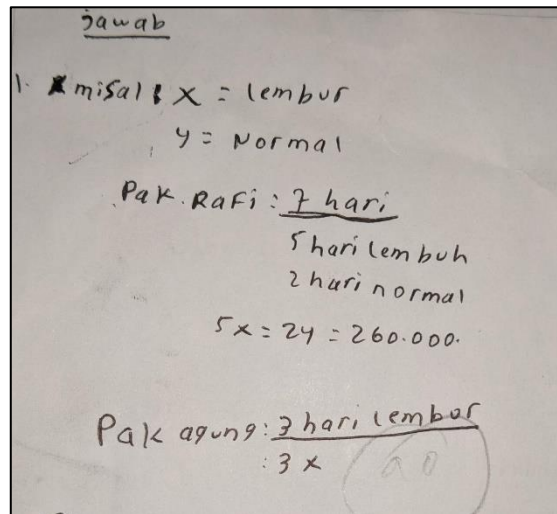 jawab
1. misal : x = lembur
y = Normal
Pak. Rafi : 7 hari
5 hari lembuh
2 hari normal
5x = 2y = 260.000.
Pak agung : 3 hari lembur
: 3x